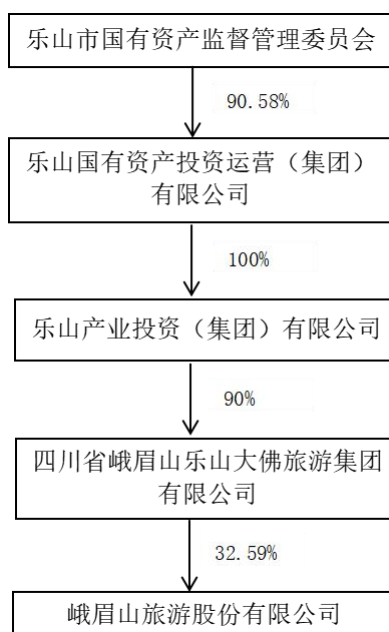 乐山市国有资产监督管理委员会
90.58%
乐山国有资产投资运营（集团）
有限公司
100%
乐山产业投资（集团）有限公司
90%
四川省峨眉山乐山大佛旅游集团
有限公司
32.59%
峨眉山旅游股份有限公司